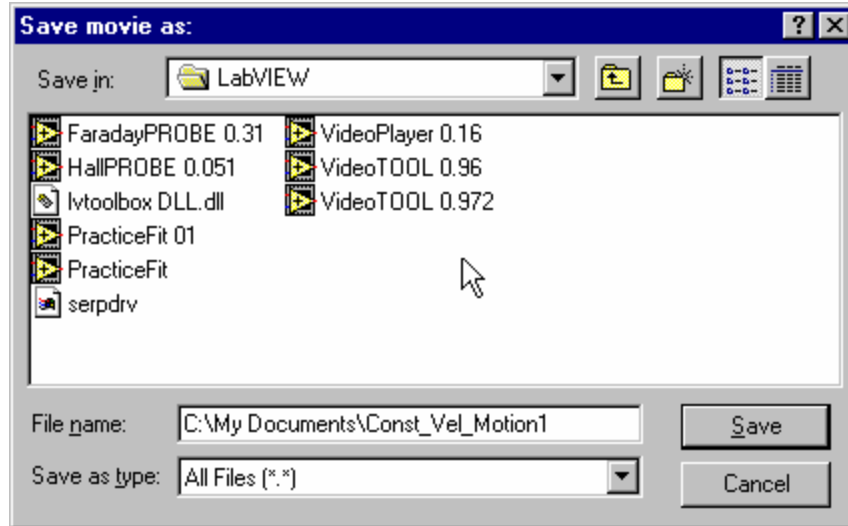 Save movie as:
Save in: LabVIEW
FaradayPROBE 0.31 VideoPlayer 0.16
HallPROBE 0.051 VideoTOOL 0.96
lvtoolbox DLL.dll VideoTOOL 0.972
PracticeFit 01
PracticeFit
serpdrv
File name: C:\My Documents\Const_Vel_Motion1 Save
Save as type: All Files (*.*) Cancel